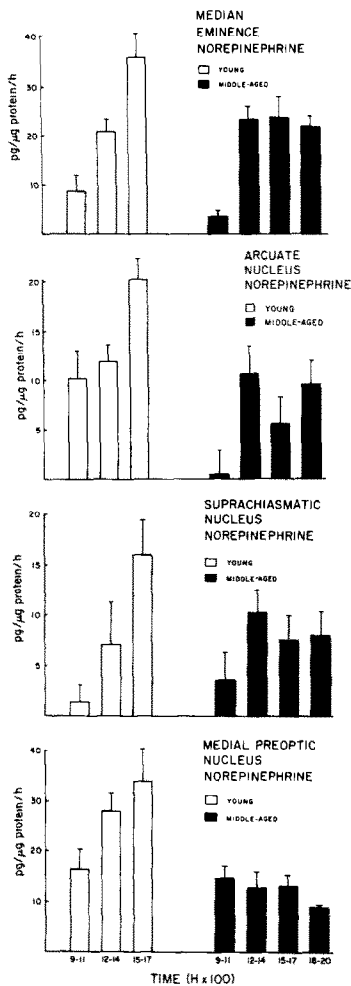 MEDIAN
EMINENCE
NOREPINEPHRINE
YOUNG
MIDDLE-AGED
pg/μg protein/h
40
30
20
10
ARCUATE
NUCLEUS
NOREPINEPHRINE
YOUNG
MIDDLE-AGED
pg/μg protein/h
20
15
10
5
SUPRACHIASMATIC
NUCLEUS
NOREPINEPHRINE
YOUNG
MIDDLE-AGED
pg/μg protein/h
20
15
10
5
MEDIAL PREOPTIC
NUCLEUS
NOREPINEPHRINE
YOUNG
MIDDLE-AGED
pg/μg protein/h
40
30
20
10
9-11 12-14 15-17 9-11 12-14 15-17 18-20
TIME (H x 100)